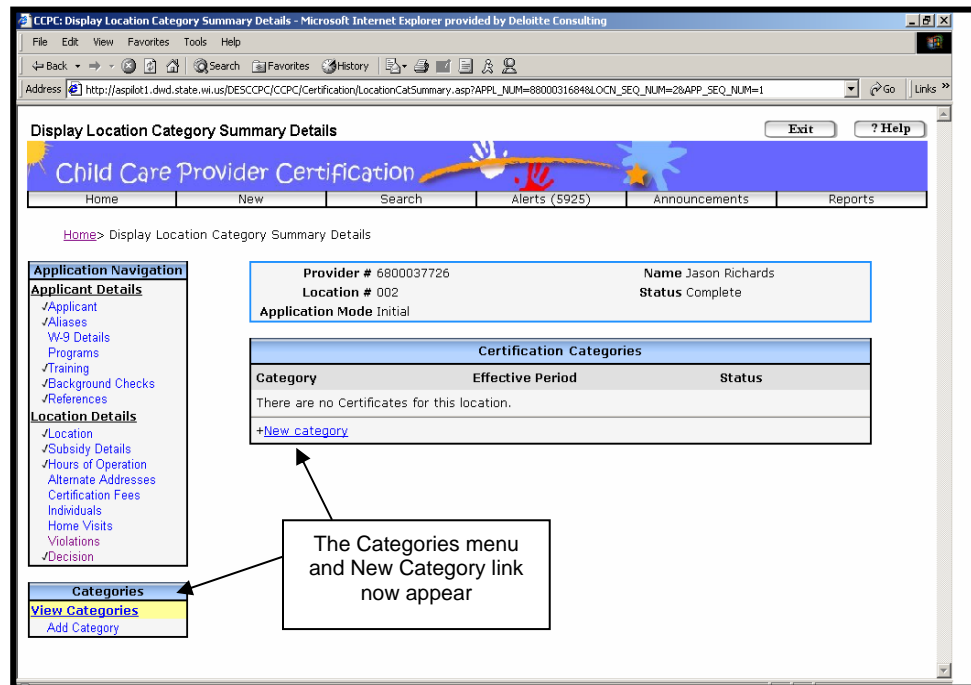 CCPC: Display Location Category Summary Details - Microsoft Internet Explorer provided by Deloitte Consulting
File Edit View Favorites Tools Help
Back Search Favorites History
Address http://aspilot1.dwd.state.wi.us/DESCCPC/CCPC/Certification/LocationCatSummary.asp?APPL_NUM=8800031684&LOCN_SEQ_NUM=2&APP_SEQ_NUM=1 Go Links »
Display Location Category Summary Details Exit ? Help
Child Care Provider Certification
Home New Search Alerts (5925) Announcements Reports
Home> Display Location Category Summary Details
Application Navigation
Applicant Details
√Applicant
√Aliases
W-9 Details
Programs
√Training
√Background Checks
√References
Location Details
√Location
√Subsidy Details
√Hours of Operation
Alternate Addresses
Certification Fees
Individuals
Home Visits
Violations
√Decision
Categories
View Categories
Add Category
Provider # 6800037726 Name Jason Richards
Location # 002 Status Complete
Application Mode Initial
Certification Categories
Category Effective Period Status
There are no Certificates for this location.
+New category
The Categories menu
and New Category link
now appear